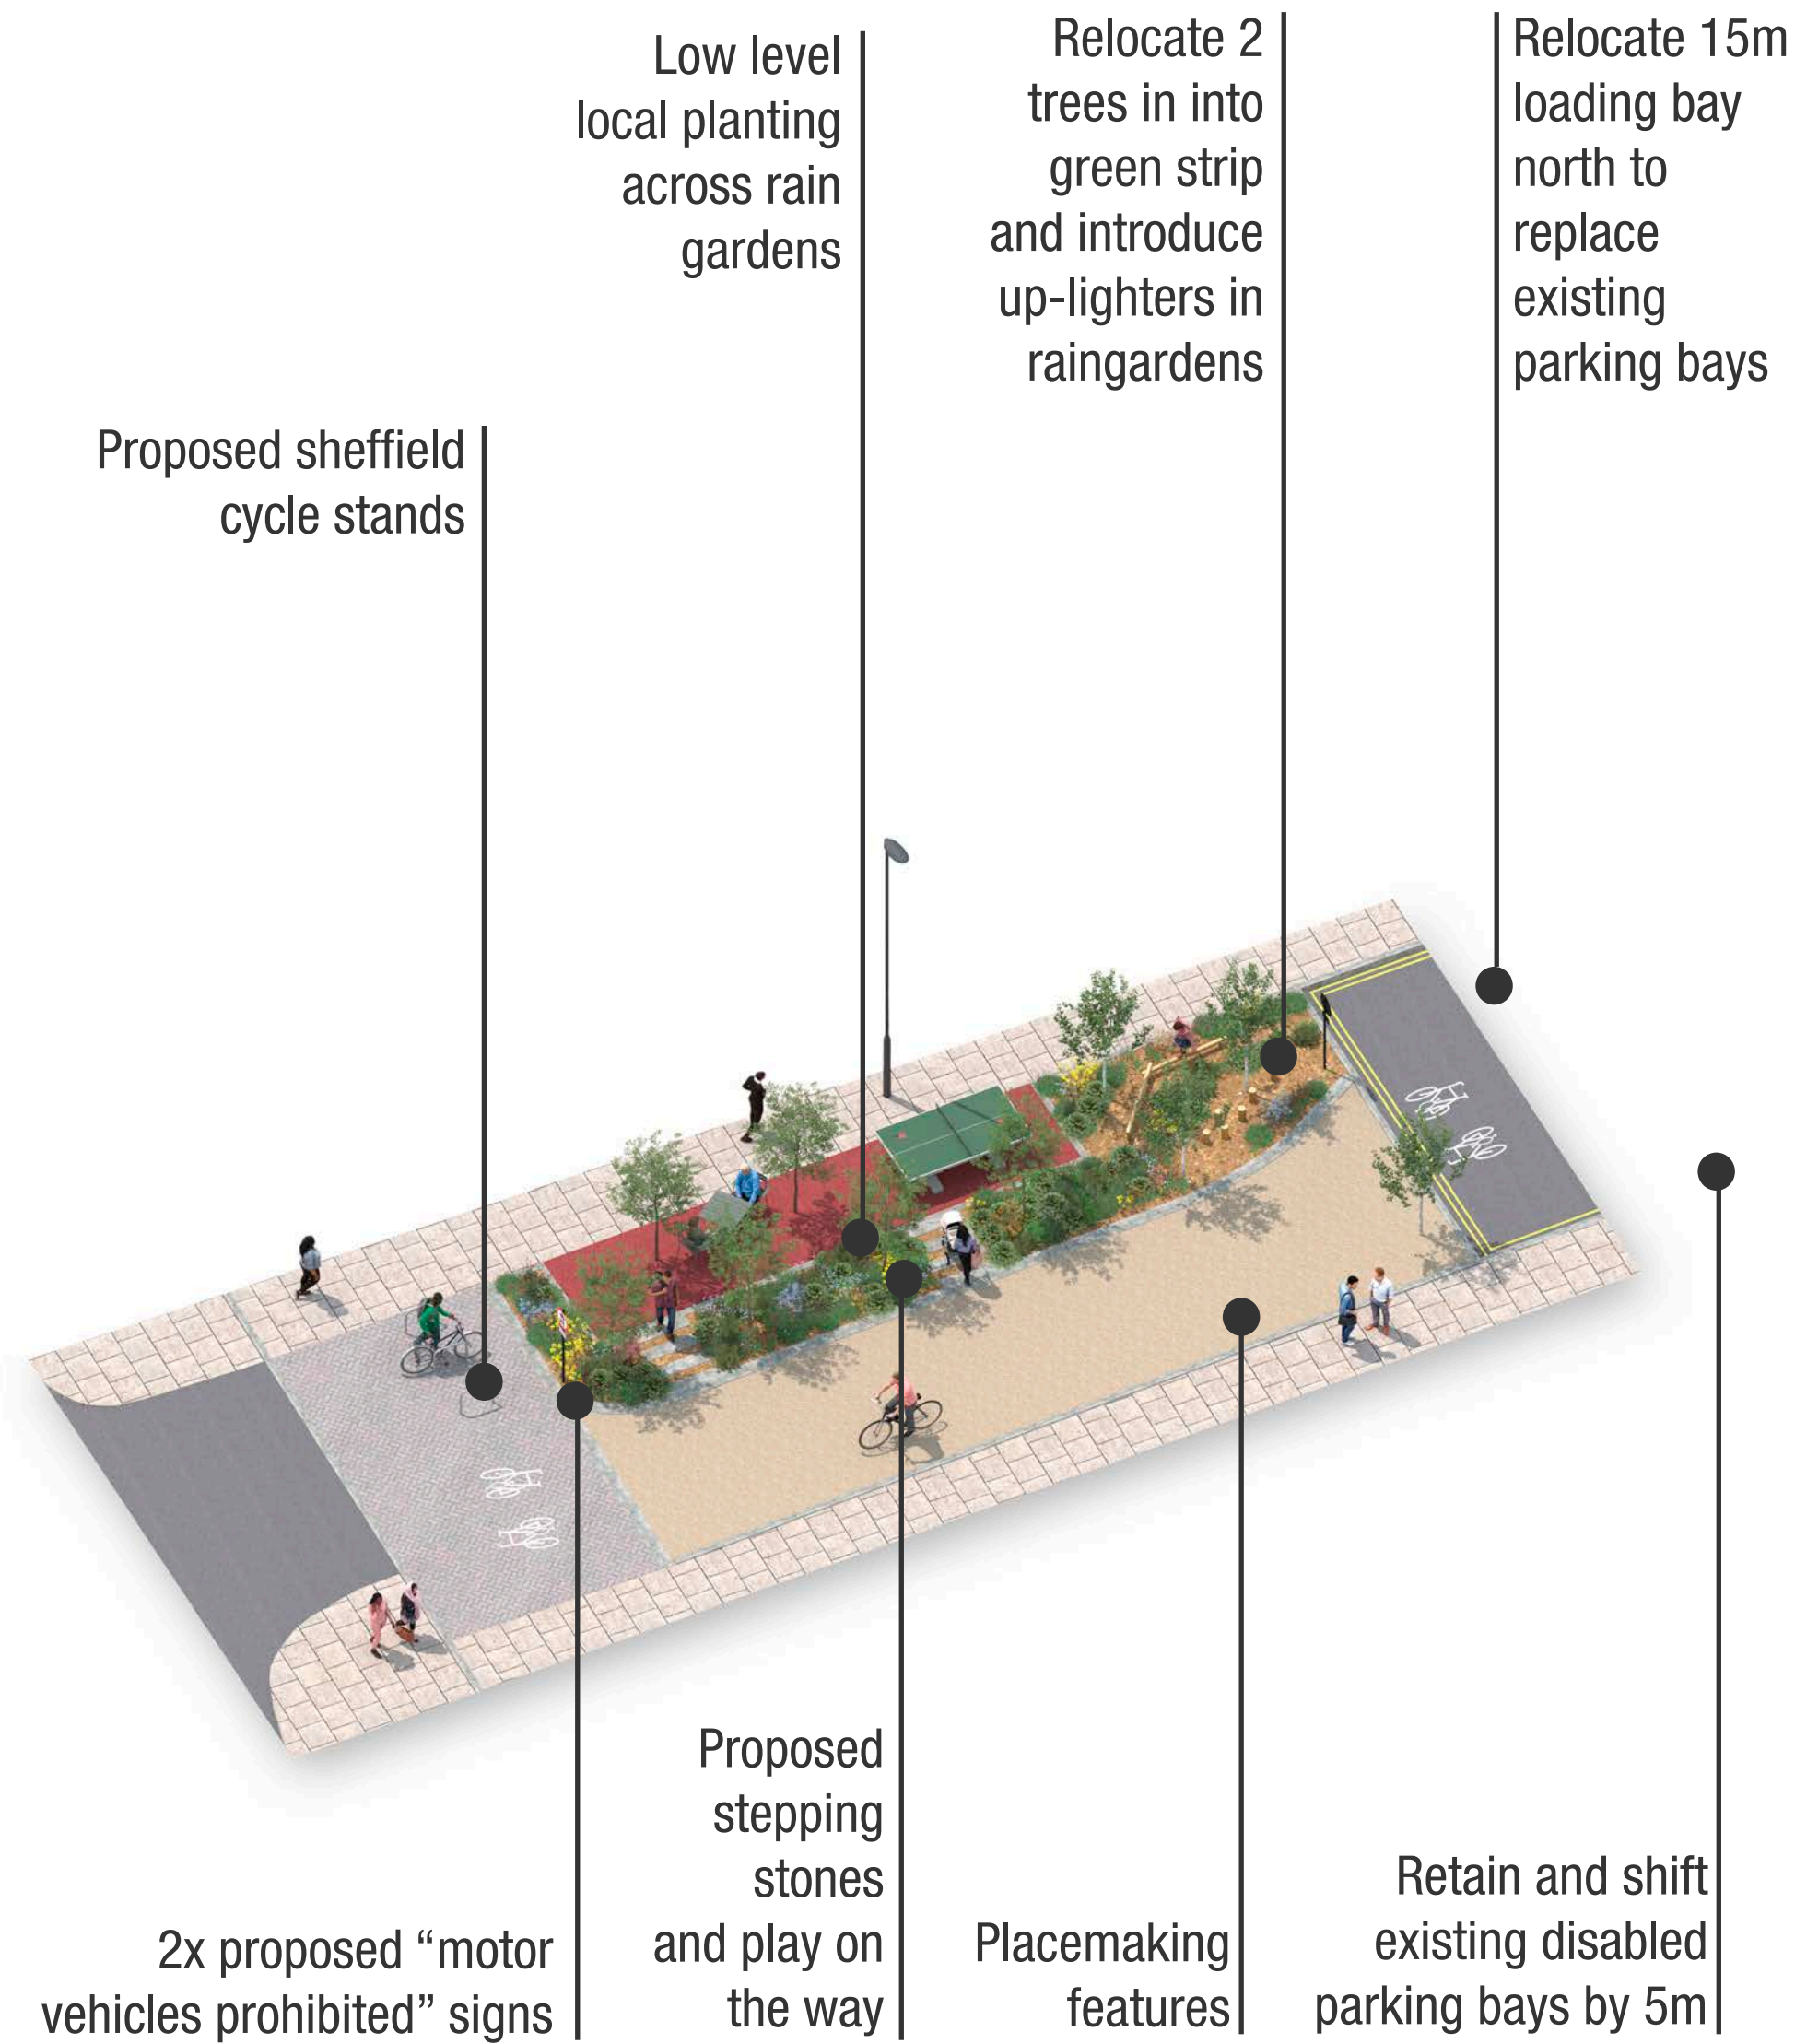 Low level
local planting
across rain
gardens
Relocate 2
trees in into
green strip
and introduce
up-lighters in
raingardens
Relocate 15m
loading bay
north to
replace
existing
parking bays
Proposed sheffield
cycle stands
2x proposed “motor
vehicles prohibited” signs
Proposed
stepping
stones
and play on
the way
Placemaking
features
Retain and shift
existing disabled
parking bays by 5m